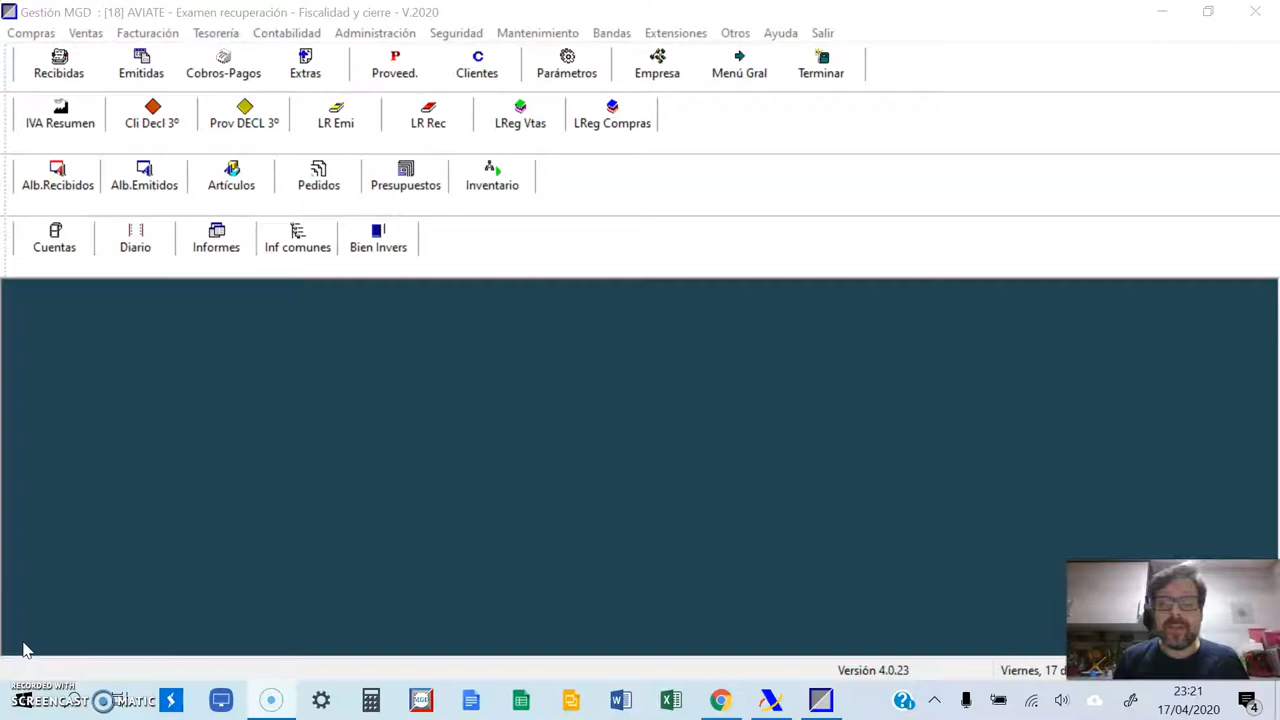 Gestión MGD : [18] AVIATE - Examen recuperación - Fiscalidad y cierre - V.2020
Compras Ventas Facturación Tesorería Contabilidad Administración Seguridad Mantenimiento Bandas Extensiones Otros Ayuda Salir
Recibidas Emitidas Cobros-Pagos Extras Proveed. Clientes Parámetros Empresa Menú Gral Terminar
IVA Resumen Cli Decl 3º Prov DECL 3º LR Emi LR Rec LReg Vtas LReg Compras
Alb.Recibidos Alb.Emitidos Artículos Pedidos Presupuestos Inventario
Cuentas Diario Informes Inf comunes Bien Invers
Versión 4.0.23 Viernes, 17 d
RECORDED WITH
SCREENCAST MATIC
23:21
17/04/2020
4